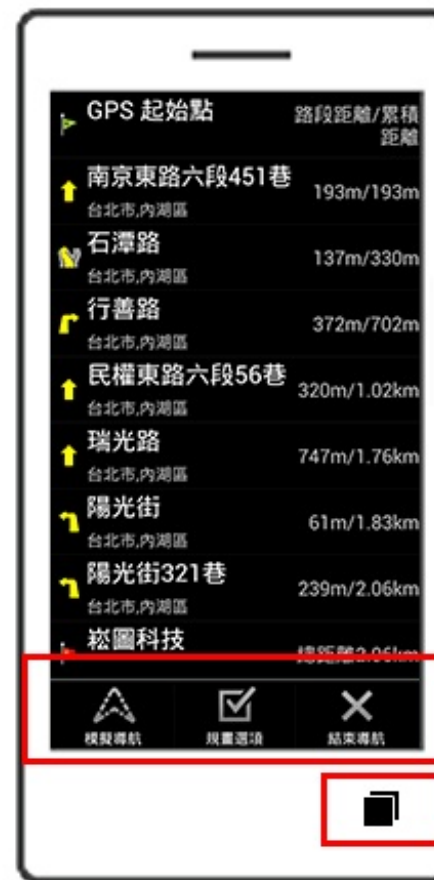 GPS 起始點
路段距離/累積
距離
南京東路六段451巷
193m/193m
台北市,內湖區
石潭路
137m/330m
台北市,內湖區
行善路
372m/702m
台北市,內湖區
民權東路六段56巷
320m/1.02km
台北市,內湖區
瑞光路
747m/1.76km
台北市,內湖區
陽光街
61m/1.83km
台北市,內湖區
陽光街321巷
239m/2.06km
台北市,內湖區
崧圖科技
總距離2.06km
模擬導航
規畫選項
結束導航